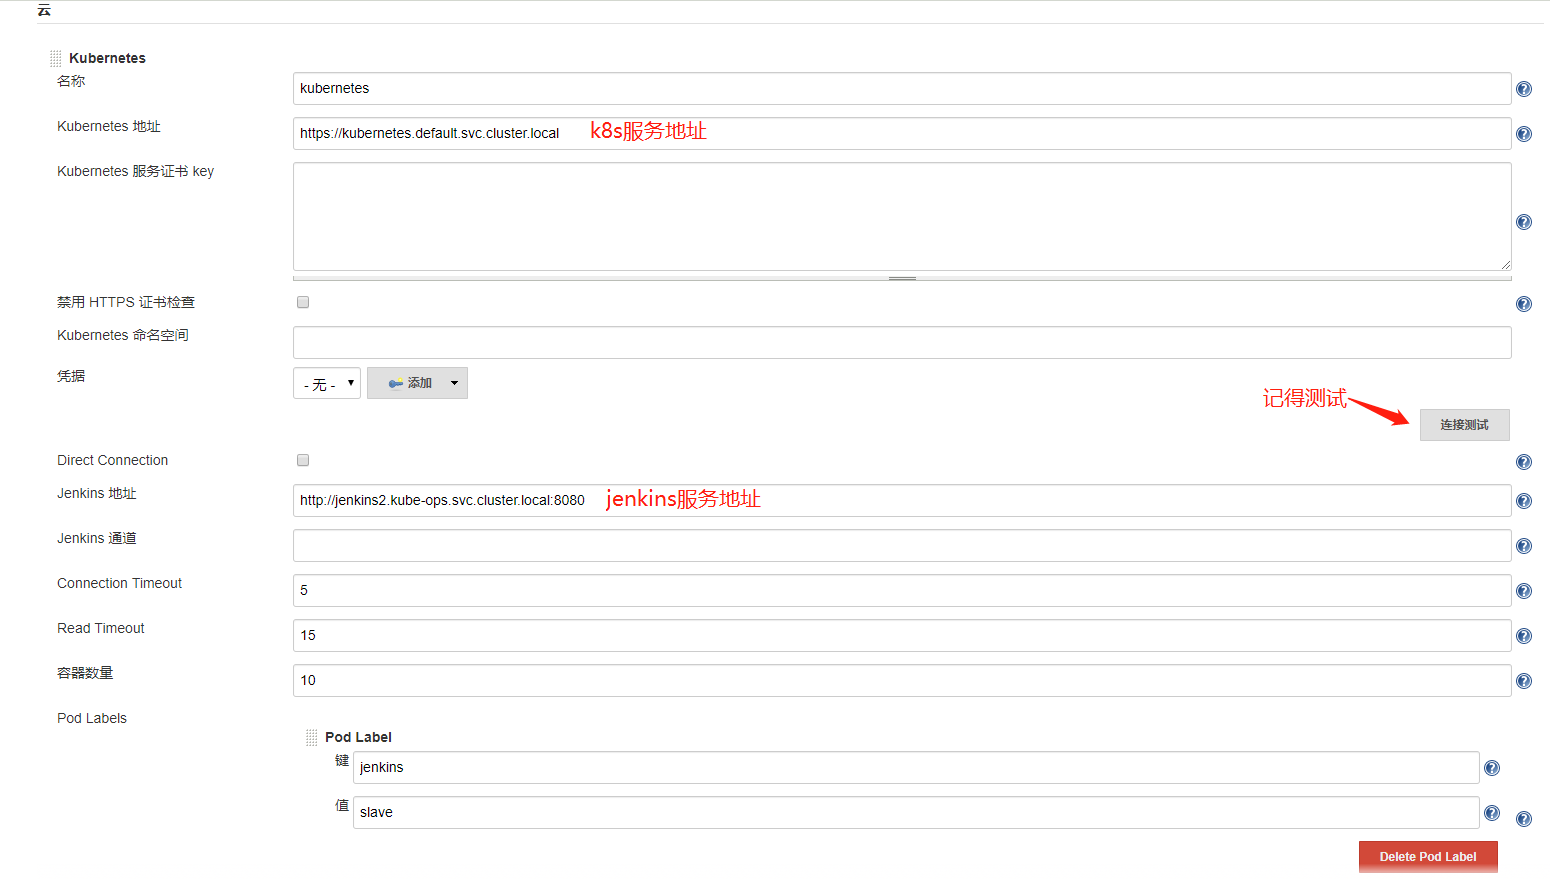 云
Kubernetes
名称
kubernetes
Kubernetes 地址
https://kubernetes.default.svc.cluster.local
k8s服务地址
Kubernetes 服务证书 key
禁用 HTTPS 证书检查
Kubernetes 命名空间
凭据
- 无 -
添加
记得测试
连接测试
Direct Connection
Jenkins 地址
http://jenkins2.kube-ops.svc.cluster.local:8080
jenkins服务地址
Jenkins 通道
Connection Timeout
5
Read Timeout
15
容器数量
10
Pod Labels
Pod Label
键
jenkins
值
slave
Delete Pod Label